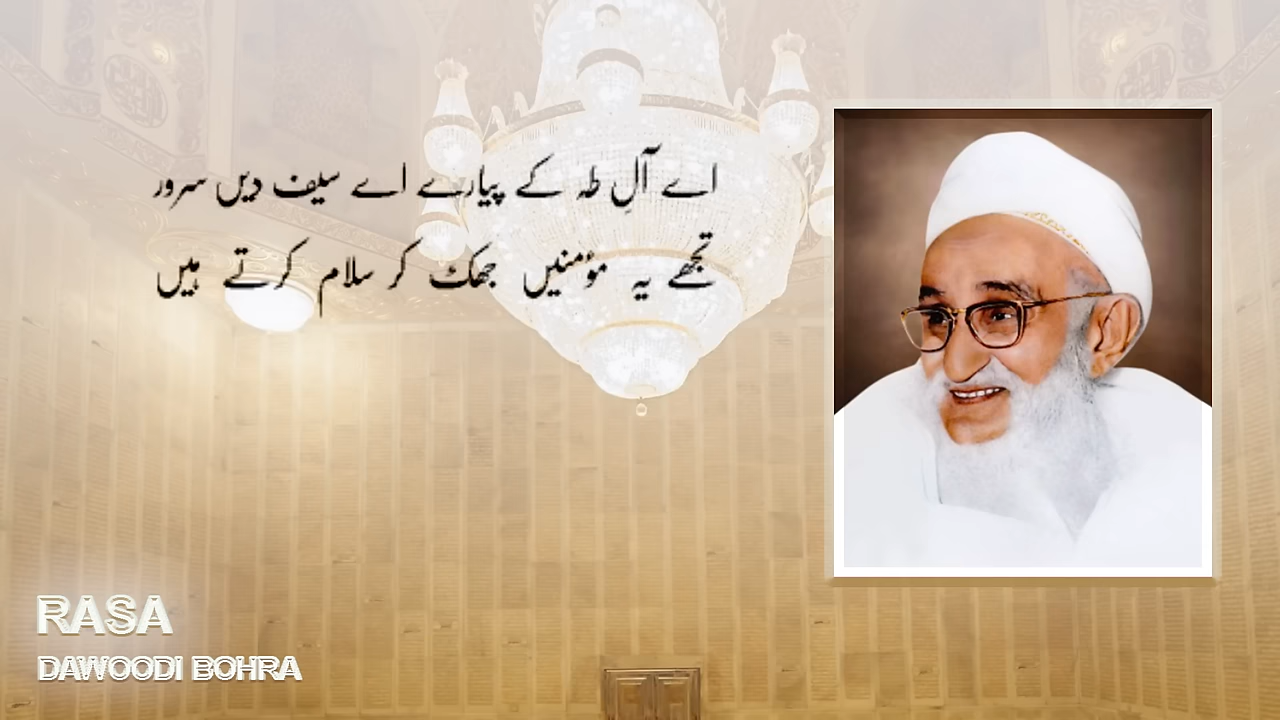 اے آلِ طہ کے پیارے اے سیف دیں سرور
تجھے یہ مؤمنیں جھک کر سلام کرتے ہیں
RASA
DAWOODI BOHRA